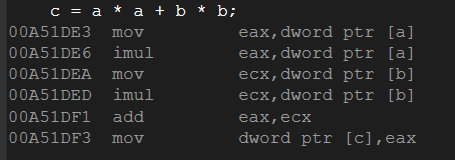 c = a * a + b * b;
00A51DE3 mov eax,dword ptr [a]
00A51DE6 imul eax,dword ptr [a]
00A51DEA mov ecx,dword ptr [b]
00A51DED imul ecx,dword ptr [b]
00A51DF1 add eax,ecx
00A51DF3 mov dword ptr [c],eax